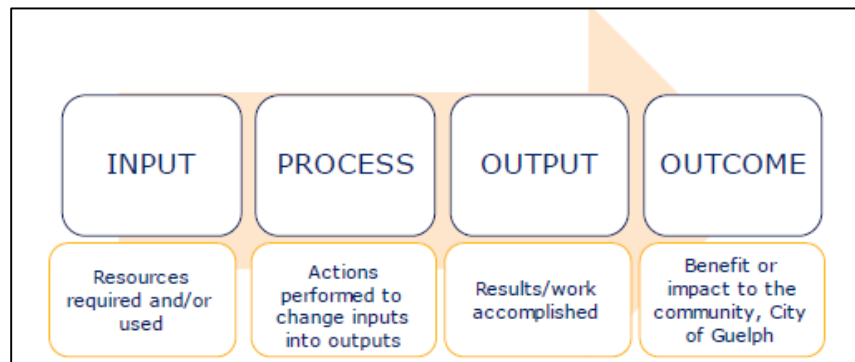 INPUT
PROCESS
OUTPUT
OUTCOME
Resources
required and/or
used
Actions
performed to
change inputs
into outputs
Results/work
accomplished
Benefit or
impact to the
community, City
of Guelph